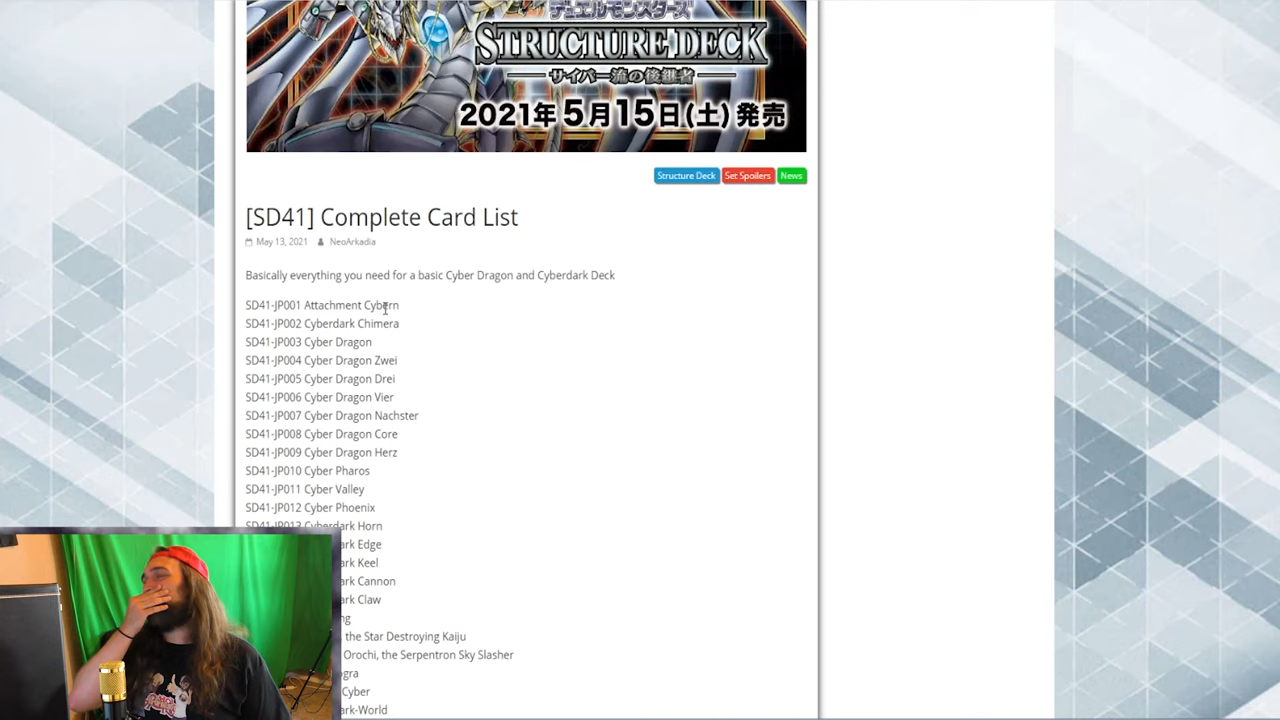 デュエルモンスターズ
STRUCTURE DECK
サイバー流の後継者
2021年5月15日(土)発売
Structure Deck Set Spoilers News
[SD41] Complete Card List
May 13, 2021 NeoArkadia
Basically everything you need for a basic Cyber Dragon and Cyberdark Deck
SD41-JP001 Attachment Cybern
SD41-JP002 Cyberdark Chimera
SD41-JP003 Cyber Dragon
SD41-JP004 Cyber Dragon Zwei
SD41-JP005 Cyber Dragon Drei
SD41-JP006 Cyber Dragon Vier
SD41-JP007 Cyber Dragon Nachster
SD41-JP008 Cyber Dragon Core
SD41-JP009 Cyber Dragon Herz
SD41-JP010 Cyber Pharos
SD41-JP011 Cyber Valley
SD41-JP012 Cyber Phoenix
SD41-JP013 Cyberdark Horn
ark Edge
ark Keel
ark Cannon
ark Claw
ng
, the Star Destroying Kaiju
Orochi, the Serpentron Sky Slasher
ogra
Cyber
ark-World